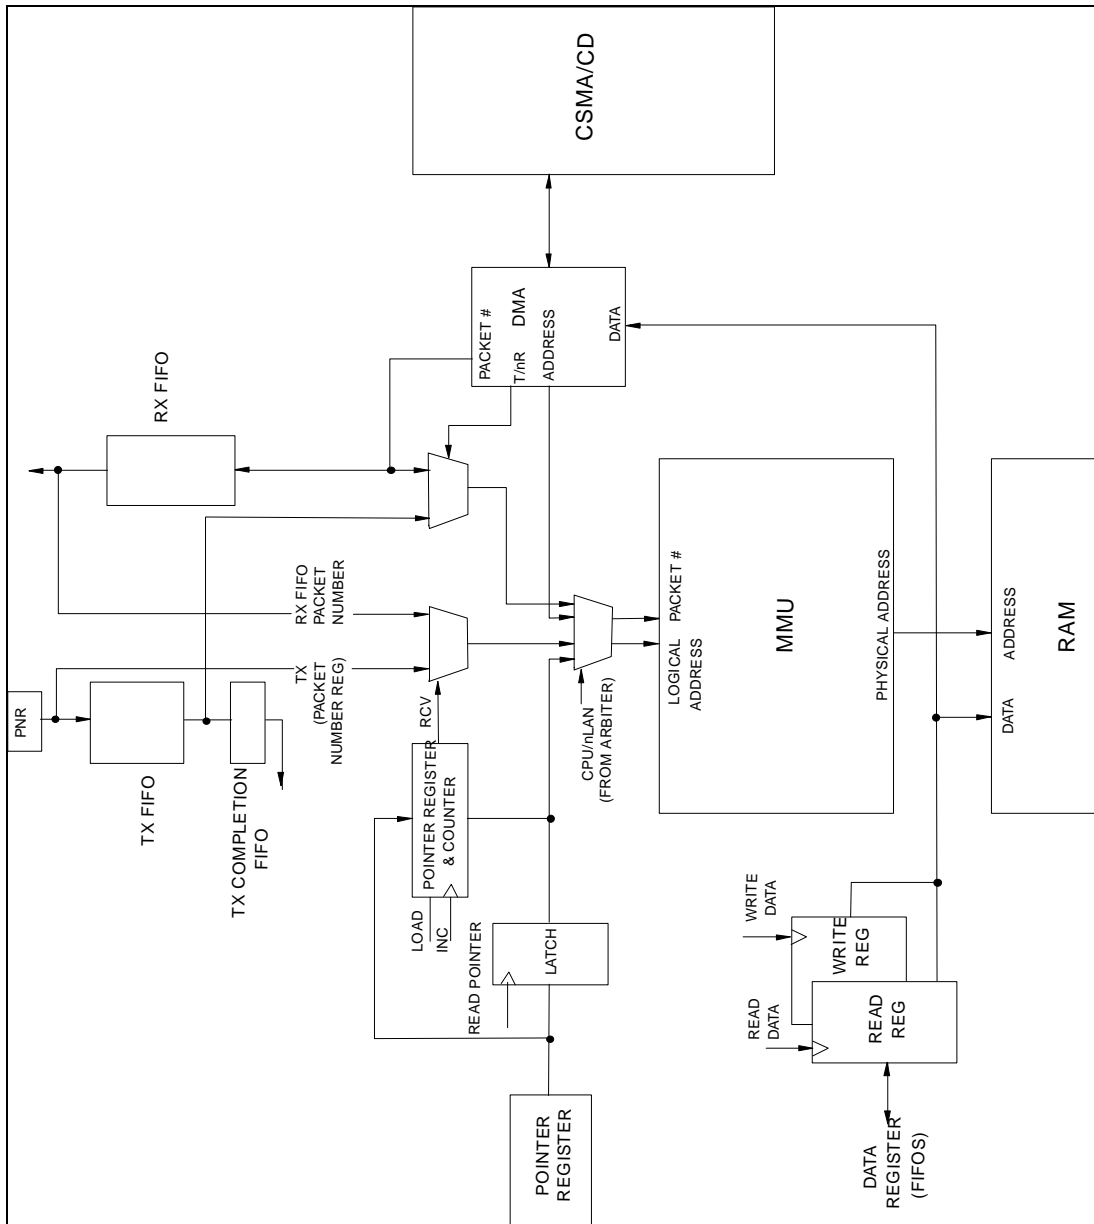 CSMA/CD
PACKET #
T/nR
DMA
ADDRESS
DATA
RX FIFO
RX FIFO
PACKET
NUMBER
TX
(PACKET
NUMBER REG)
PNR
TX FIFO
TX COMPLETION
FIFO
RCV
POINTER REGISTER
& COUNTER
LOAD
INC
READ POINTER
LATCH
POINTER
REGISTER
CPU/nLAN
(FROM ARBITER)
PACKET #
LOGICAL
ADDRESS
MMU
PHYSICAL ADDRESS
ADDRESS
DATA
RAM
WRITE
DATA
WRITE
REG
READ
DATA
READ
REG
DATA
REGISTER
(FIFOS)